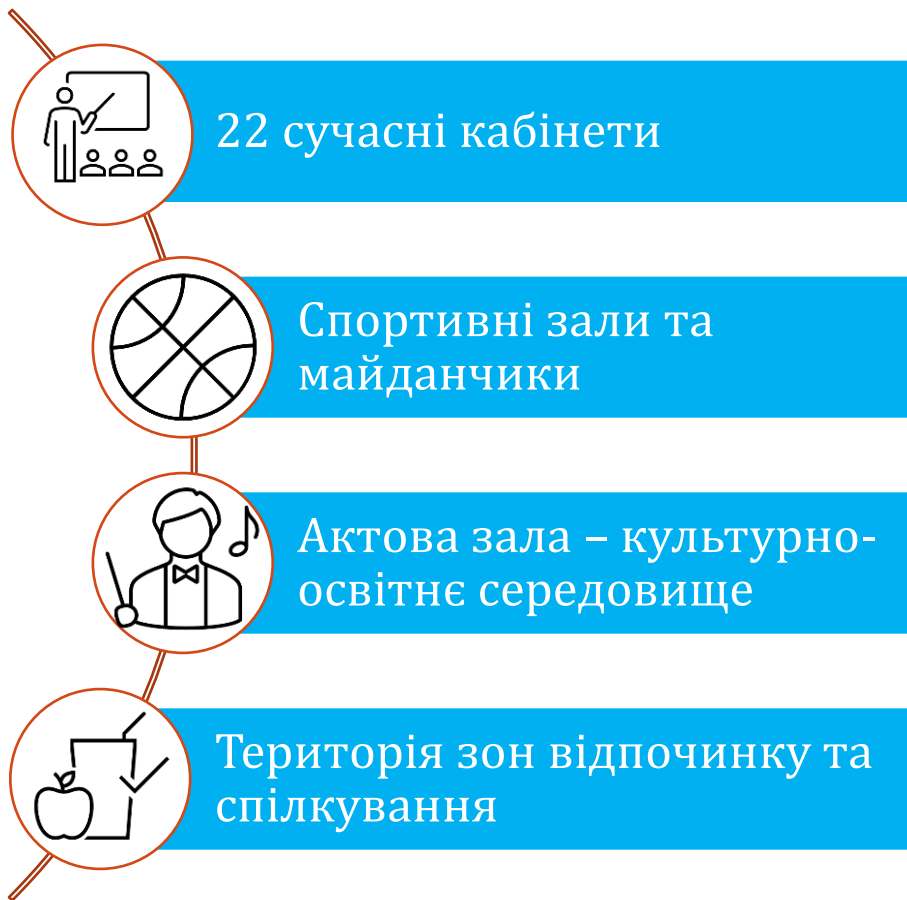 22 сучасні кабінети
Спортивні зали та
майданчики
Актова зала – культурно-
освітнє середовище
Територія зон відпочинку та
спілкування